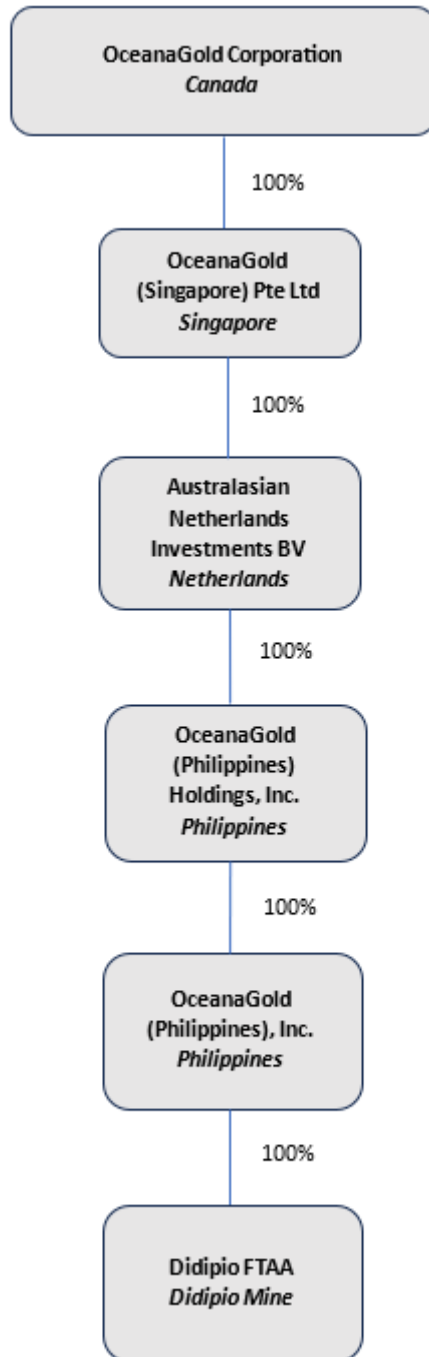 OceanaGold Corporation
Canada
100%
OceanaGold
(Singapore) Pte Ltd
Singapore
100%
Australasian
Netherlands
Investments BV
Netherlands
100%
OceanaGold
(Philippines)
Holdings, Inc.
Philippines
100%
OceanaGold
(Philippines), Inc.
Philippines
100%
Didipio FTAA
Didipio Mine